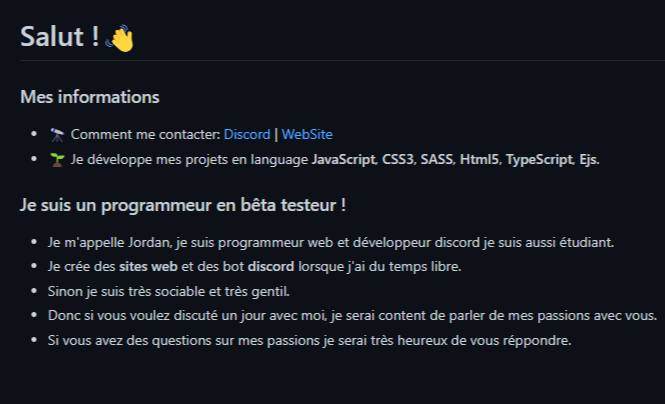 Salut ! 👋
Mes informations
🔭 Comment me contacter: Discord | WebSite
🌱 Je développe mes projets en language JavaScript, CSS3, SASS, Html5, TypeScript, Ejs.
Je suis un programmeur en bêta testeur !
Je m'appelle Jordan, je suis programmeur web et développeur discord je suis aussi étudiant.
Je crée des sites web et des bot discord lorsque j'ai du temps libre.
Sinon je suis très sociable et très gentil.
Donc si vous voulez discuté un jour avec moi, je serai content de parler de mes passions avec vous.
Si vous avez des questions sur mes passions je serai très heureux de vous réppondre.